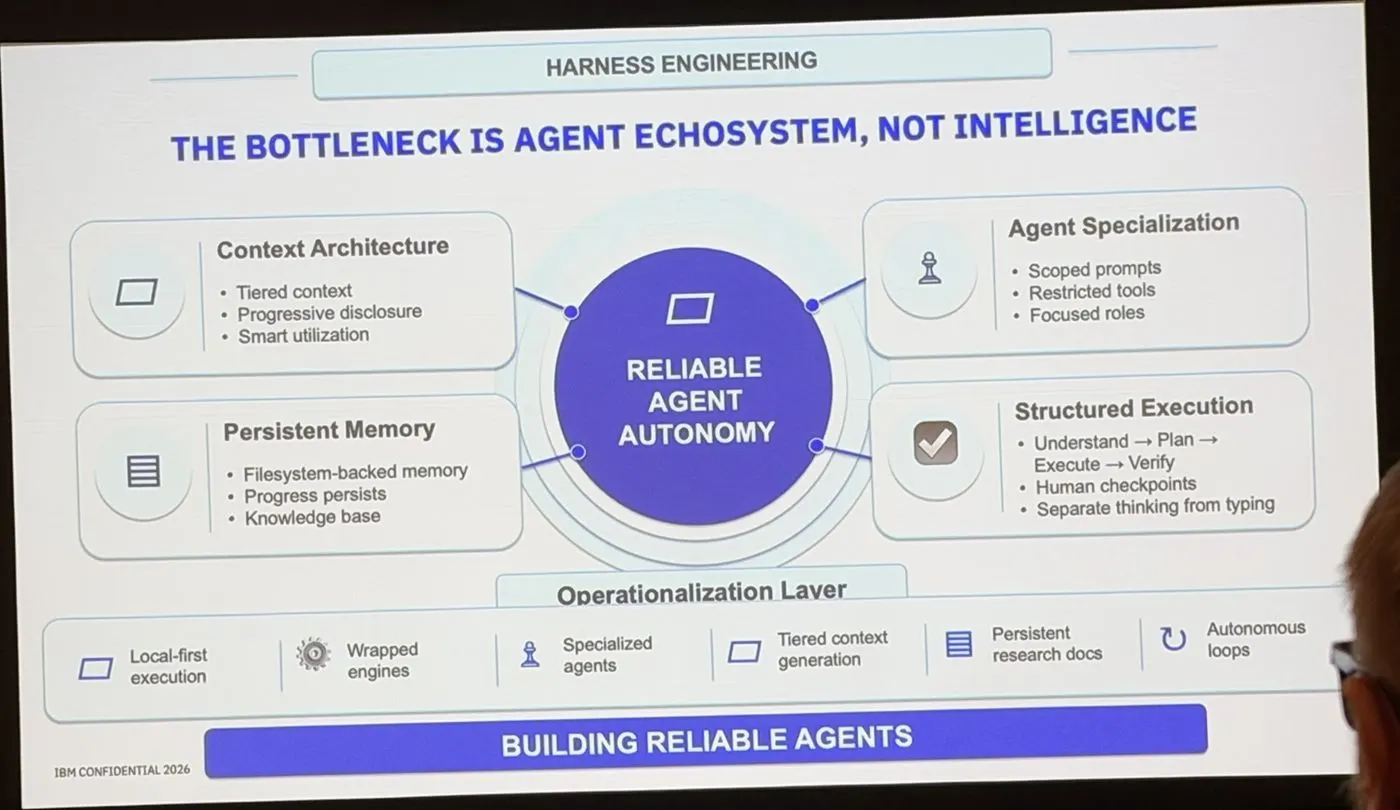 HARNESS ENGINEERING
THE BOTTLENECK IS AGENT ECHOSYSTEM, NOT INTELLIGENCE
Context Architecture
• Tiered context
• Progressive disclosure
• Smart utilization
Agent Specialization
• Scoped prompts
• Restricted tools
• Focused roles
RELIABLE
AGENT
AUTONOMY
Persistent Memory
• Filesystem-backed memory
• Progress persists
• Knowledge base
Structured Execution
• Understand → Plan →
Execute → Verify
• Human checkpoints
• Separate thinking from typing
Operationalization Layer
Local-first
execution
Wrapped
engines
Specialized
agents
Tiered context
generation
Persistent
research docs
Autonomous
loops
BUILDING RELIABLE AGENTS
IBM CONFIDENTIAL 2026